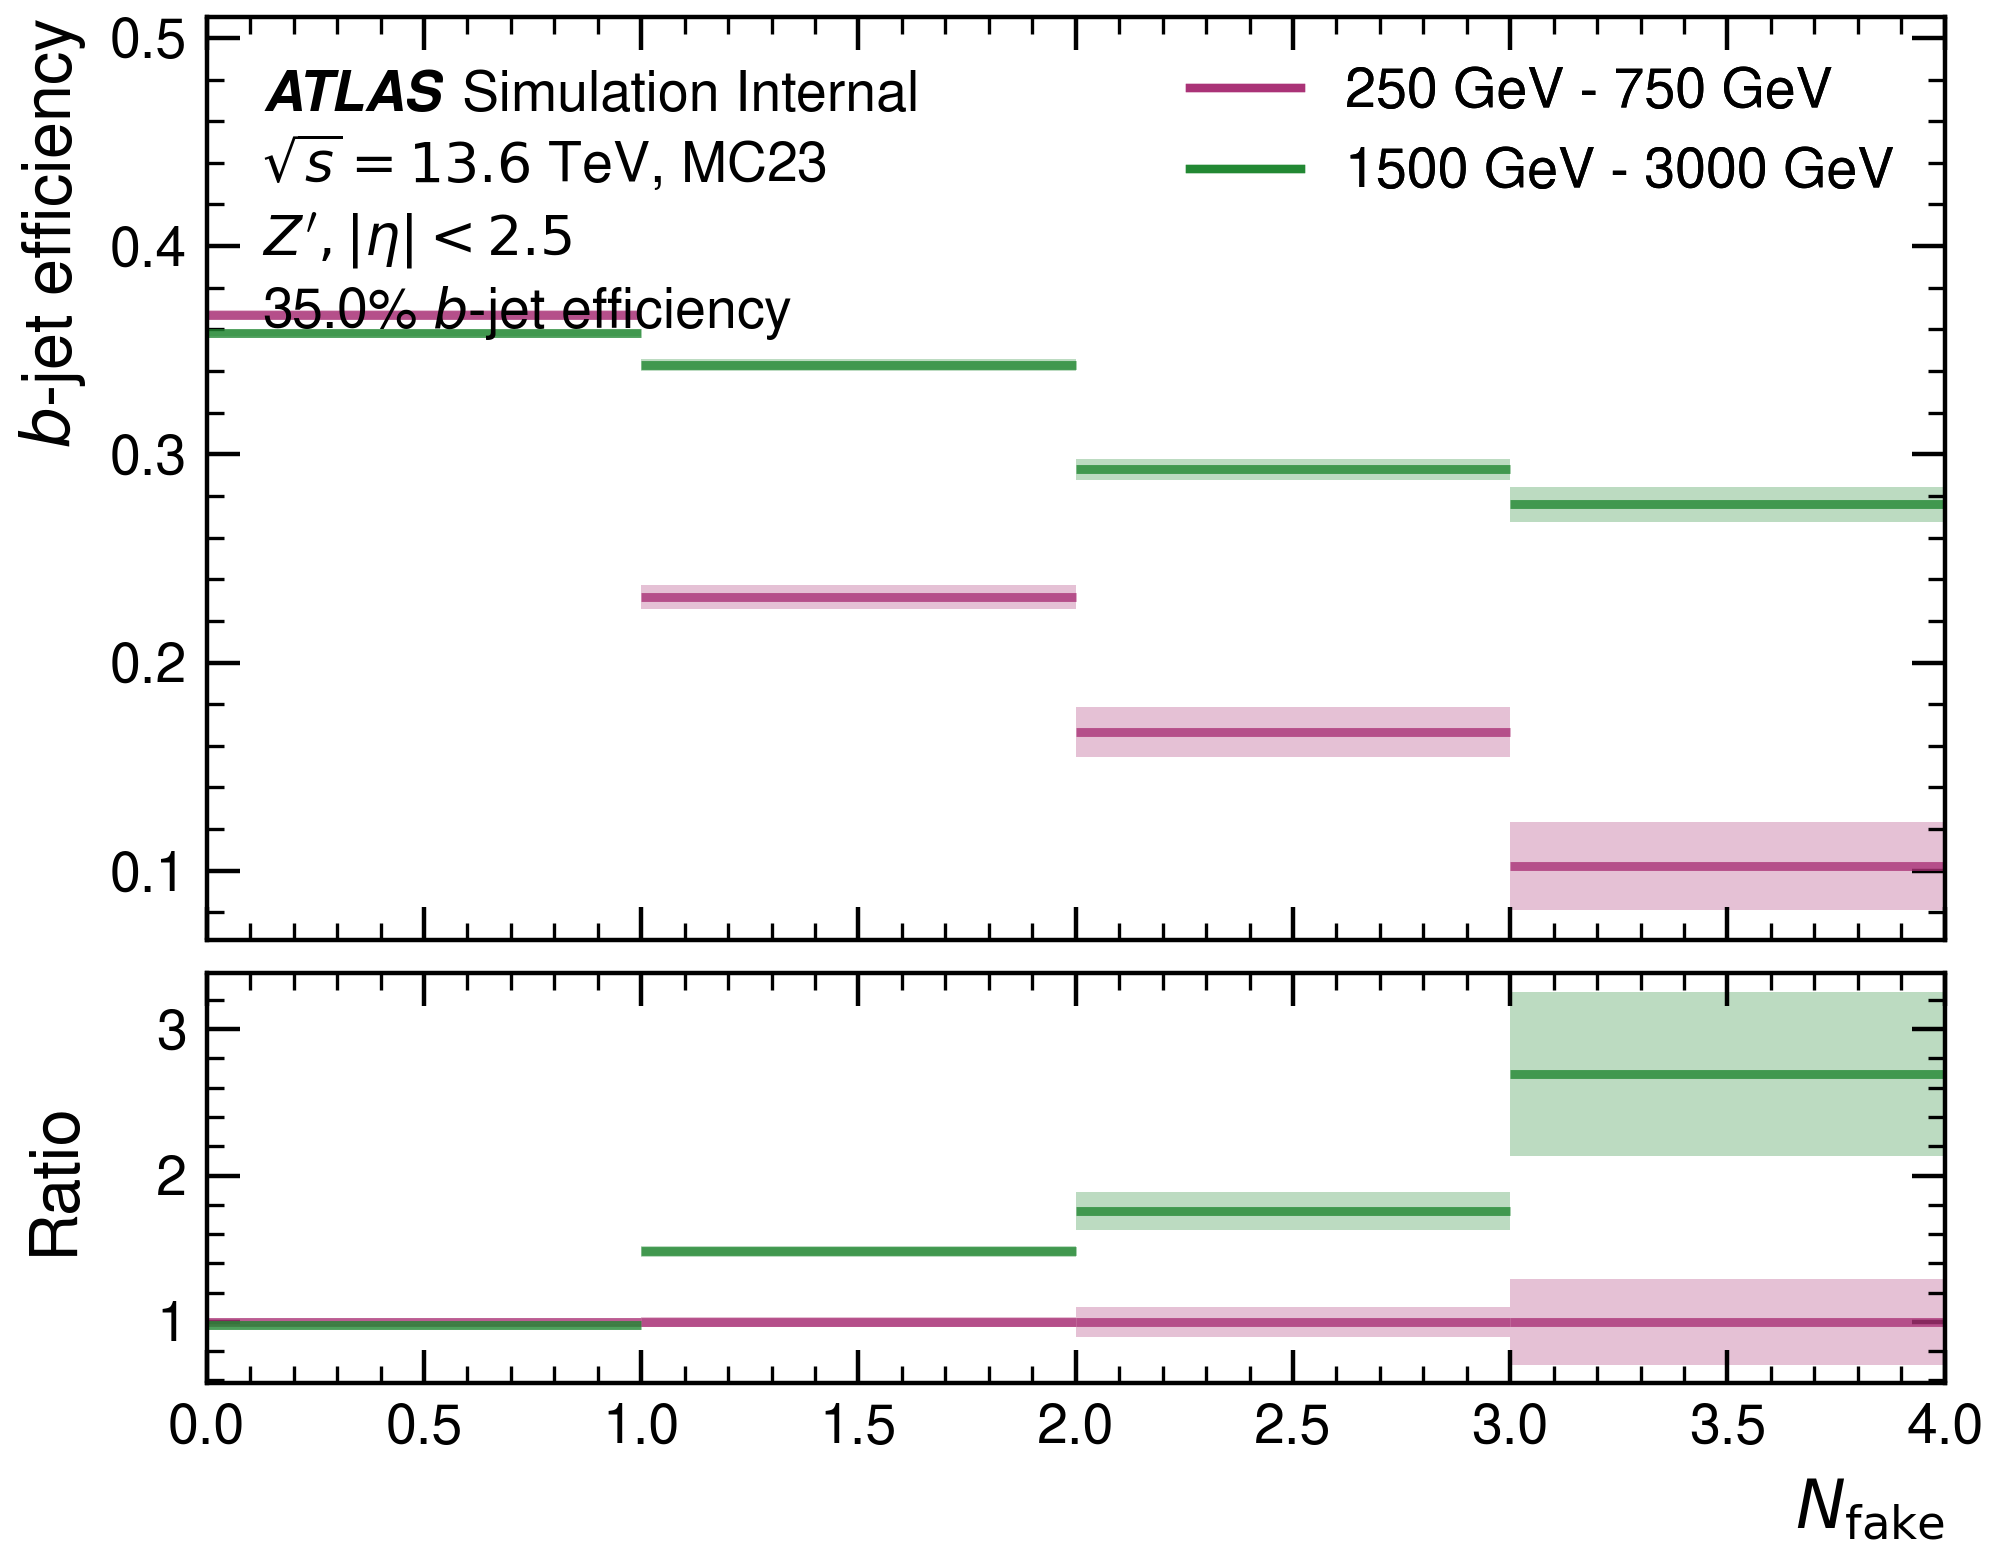 ATLAS Simulation Internal
√s = 13.6 TeV, MC23
Z′, |η| < 2.5
35.0% b-jet efficiency
250 GeV - 750 GeV
1500 GeV - 3000 GeV
b-jet efficiency
0.5
0.4
0.3
0.2
0.1
Ratio
3
2
1
0.0 0.5 1.0 1.5 2.0 2.5 3.0 3.5 4.0
N_fake